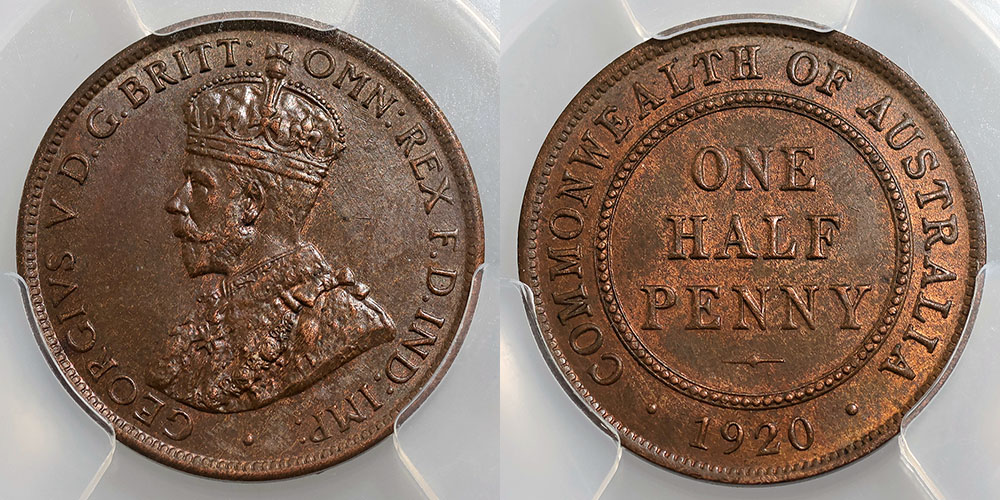 GEORGIVS V D.G.BRITT: OMN: REX F.D.IND:IMP:
COMMONWEALTH OF AUSTRALIA
ONE
HALF
PENNY
1920